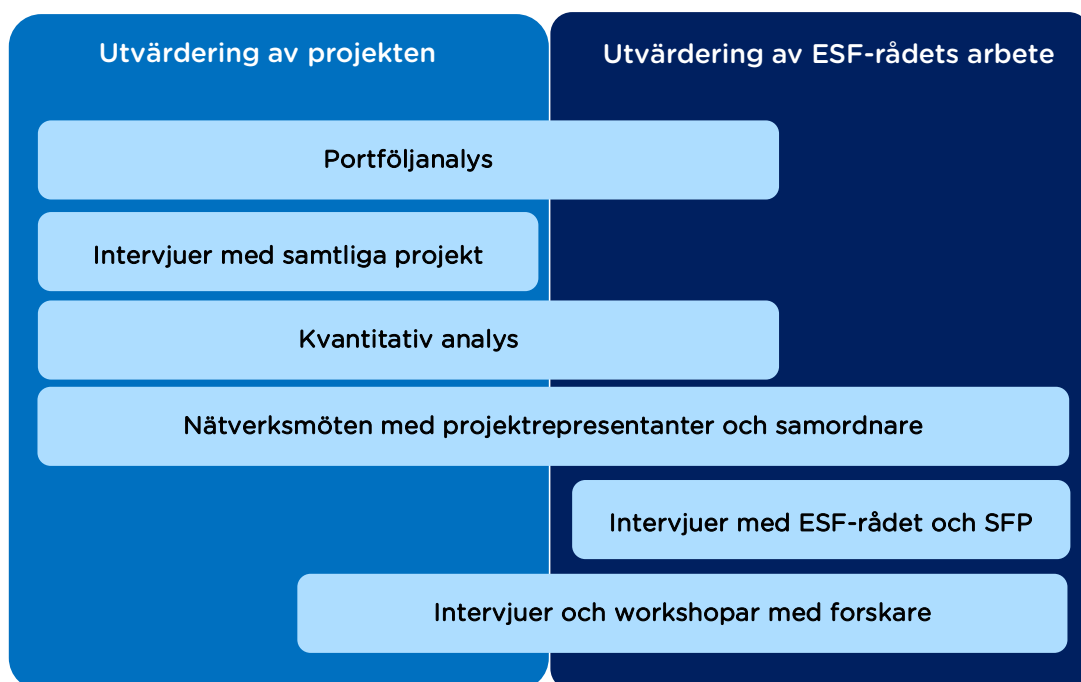 Utvärdering av projekten
Utvärdering av ESF-rådets arbete
Portföljanalys
Intervjuer med samtliga projekt
Kvantitativ analys
Nätverksmöten med projektrepresentanter och samordnare
Intervjuer med ESF-rådet och SFP
Intervjuer och workshopar med forskare